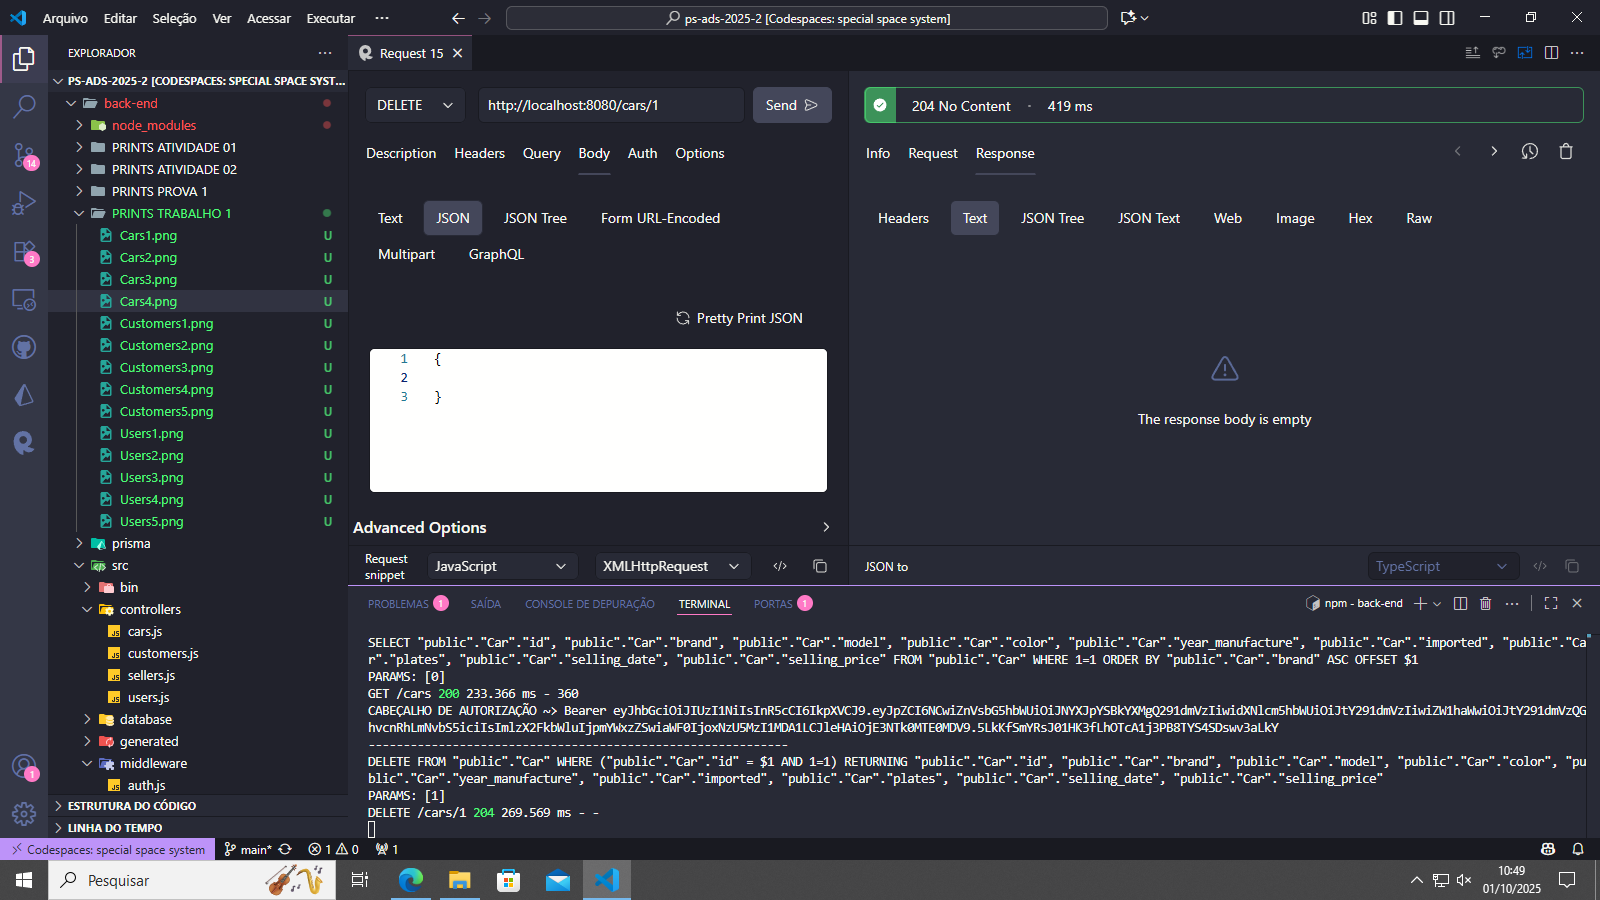 Arquivo Editar Seleção Ver Acessar Executar ···
ps-ads-2025-2 [Codespaces: special space system]
EXPLORADOR ···
PS-ADS-2025-2 [CODESPACES: SPECIAL SPACE SYST...
back-end
node_modules
PRINTS ATIVIDADE 01
PRINTS ATIVIDADE 02
PRINTS PROVA 1
PRINTS TRABALHO 1
Cars1.png U
Cars2.png U
Cars3.png U
Cars4.png U
Customers1.png U
Customers2.png U
Customers3.png U
Customers4.png U
Customers5.png U
Users1.png U
Users2.png U
Users3.png U
Users4.png U
Users5.png U
prisma
src
bin
controllers
JS cars.js
JS customers.js
JS sellers.js
JS users.js
database
generated
middleware
JS auth.js
ESTRUTURA DO CÓDIGO
LINHA DO TEMPO
14
3
1
Request 15
DELETE http://localhost:8080/cars/1 Send
Description Headers Query Body Auth Options
Text JSON JSON Tree Form URL-Encoded
Multipart GraphQL
Pretty Print JSON
1 {
2
3 }
Advanced Options
Request snippet JavaScript XMLHttpRequest
204 No Content · 419 ms
Info Request Response
Headers Text JSON Tree JSON Text Web Image Hex Raw
The response body is empty
JSON to TypeScript
PROBLEMAS 1 SAÍDA CONSOLE DE DEPURAÇÃO TERMINAL PORTAS 1
npm - back-end
SELECT "public"."Car"."id", "public"."Car"."brand", "public"."Car"."model", "public"."Car"."color", "public"."Car"."year_manufacture", "public"."Car"."imported", "public"."Ca
r"."plates", "public"."Car"."selling_date", "public"."Car"."selling_price" FROM "public"."Car" WHERE 1=1 ORDER BY "public"."Car"."brand" ASC OFFSET $1
PARAMS: [0]
GET /cars 200 233.366 ms - 360
CABEÇALHO DE AUTORIZAÇÃO ~> Bearer
------------------------------------------------------------
DELETE FROM "public"."Car" WHERE ("public"."Car"."id" = $1 AND 1=1) RETURNING "public"."Car"."id", "public"."Car"."brand", "public"."Car"."model", "public"."Car"."color", "pu
blic"."Car"."year_manufacture", "public"."Car"."imported", "public"."Car"."plates", "public"."Car"."selling_date", "public"."Car"."selling_price"
PARAMS: [1]
DELETE /cars/1 204 269.569 ms - -
Codespaces: special space system main* 1 0 1
Pesquisar
10:49
01/10/2025